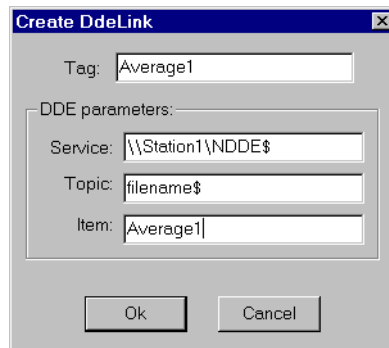 Create DdeLink
Tag: Average1
DDE parameters:
Service: \\Station1\NDDE$
Topic: filename$
Item: Average1
Ok Cancel